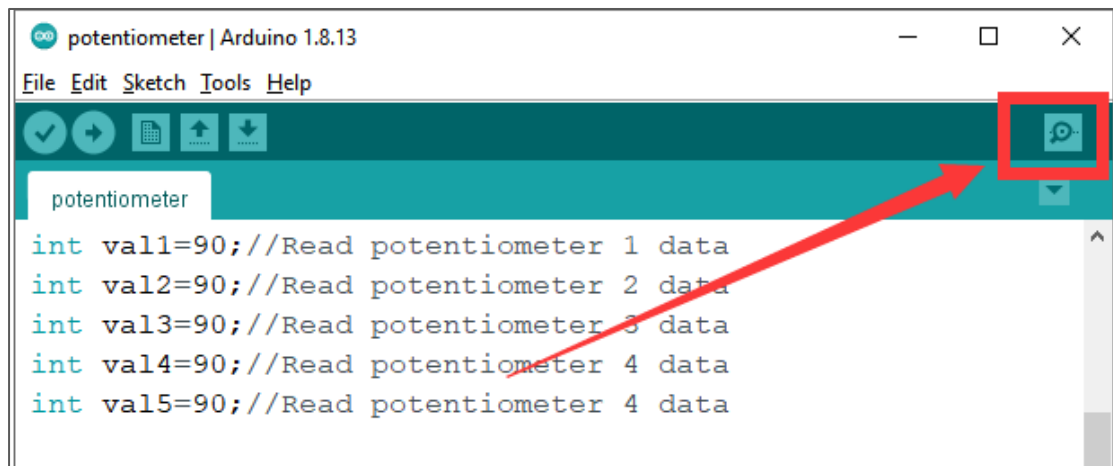 potentiometer | Arduino 1.8.13
File Edit Sketch Tools Help
potentiometer
int val1=90;//Read potentiometer 1 data
int val2=90;//Read potentiometer 2 data
int val3=90;//Read potentiometer 3 data
int val4=90;//Read potentiometer 4 data
int val5=90;//Read potentiometer 4 data